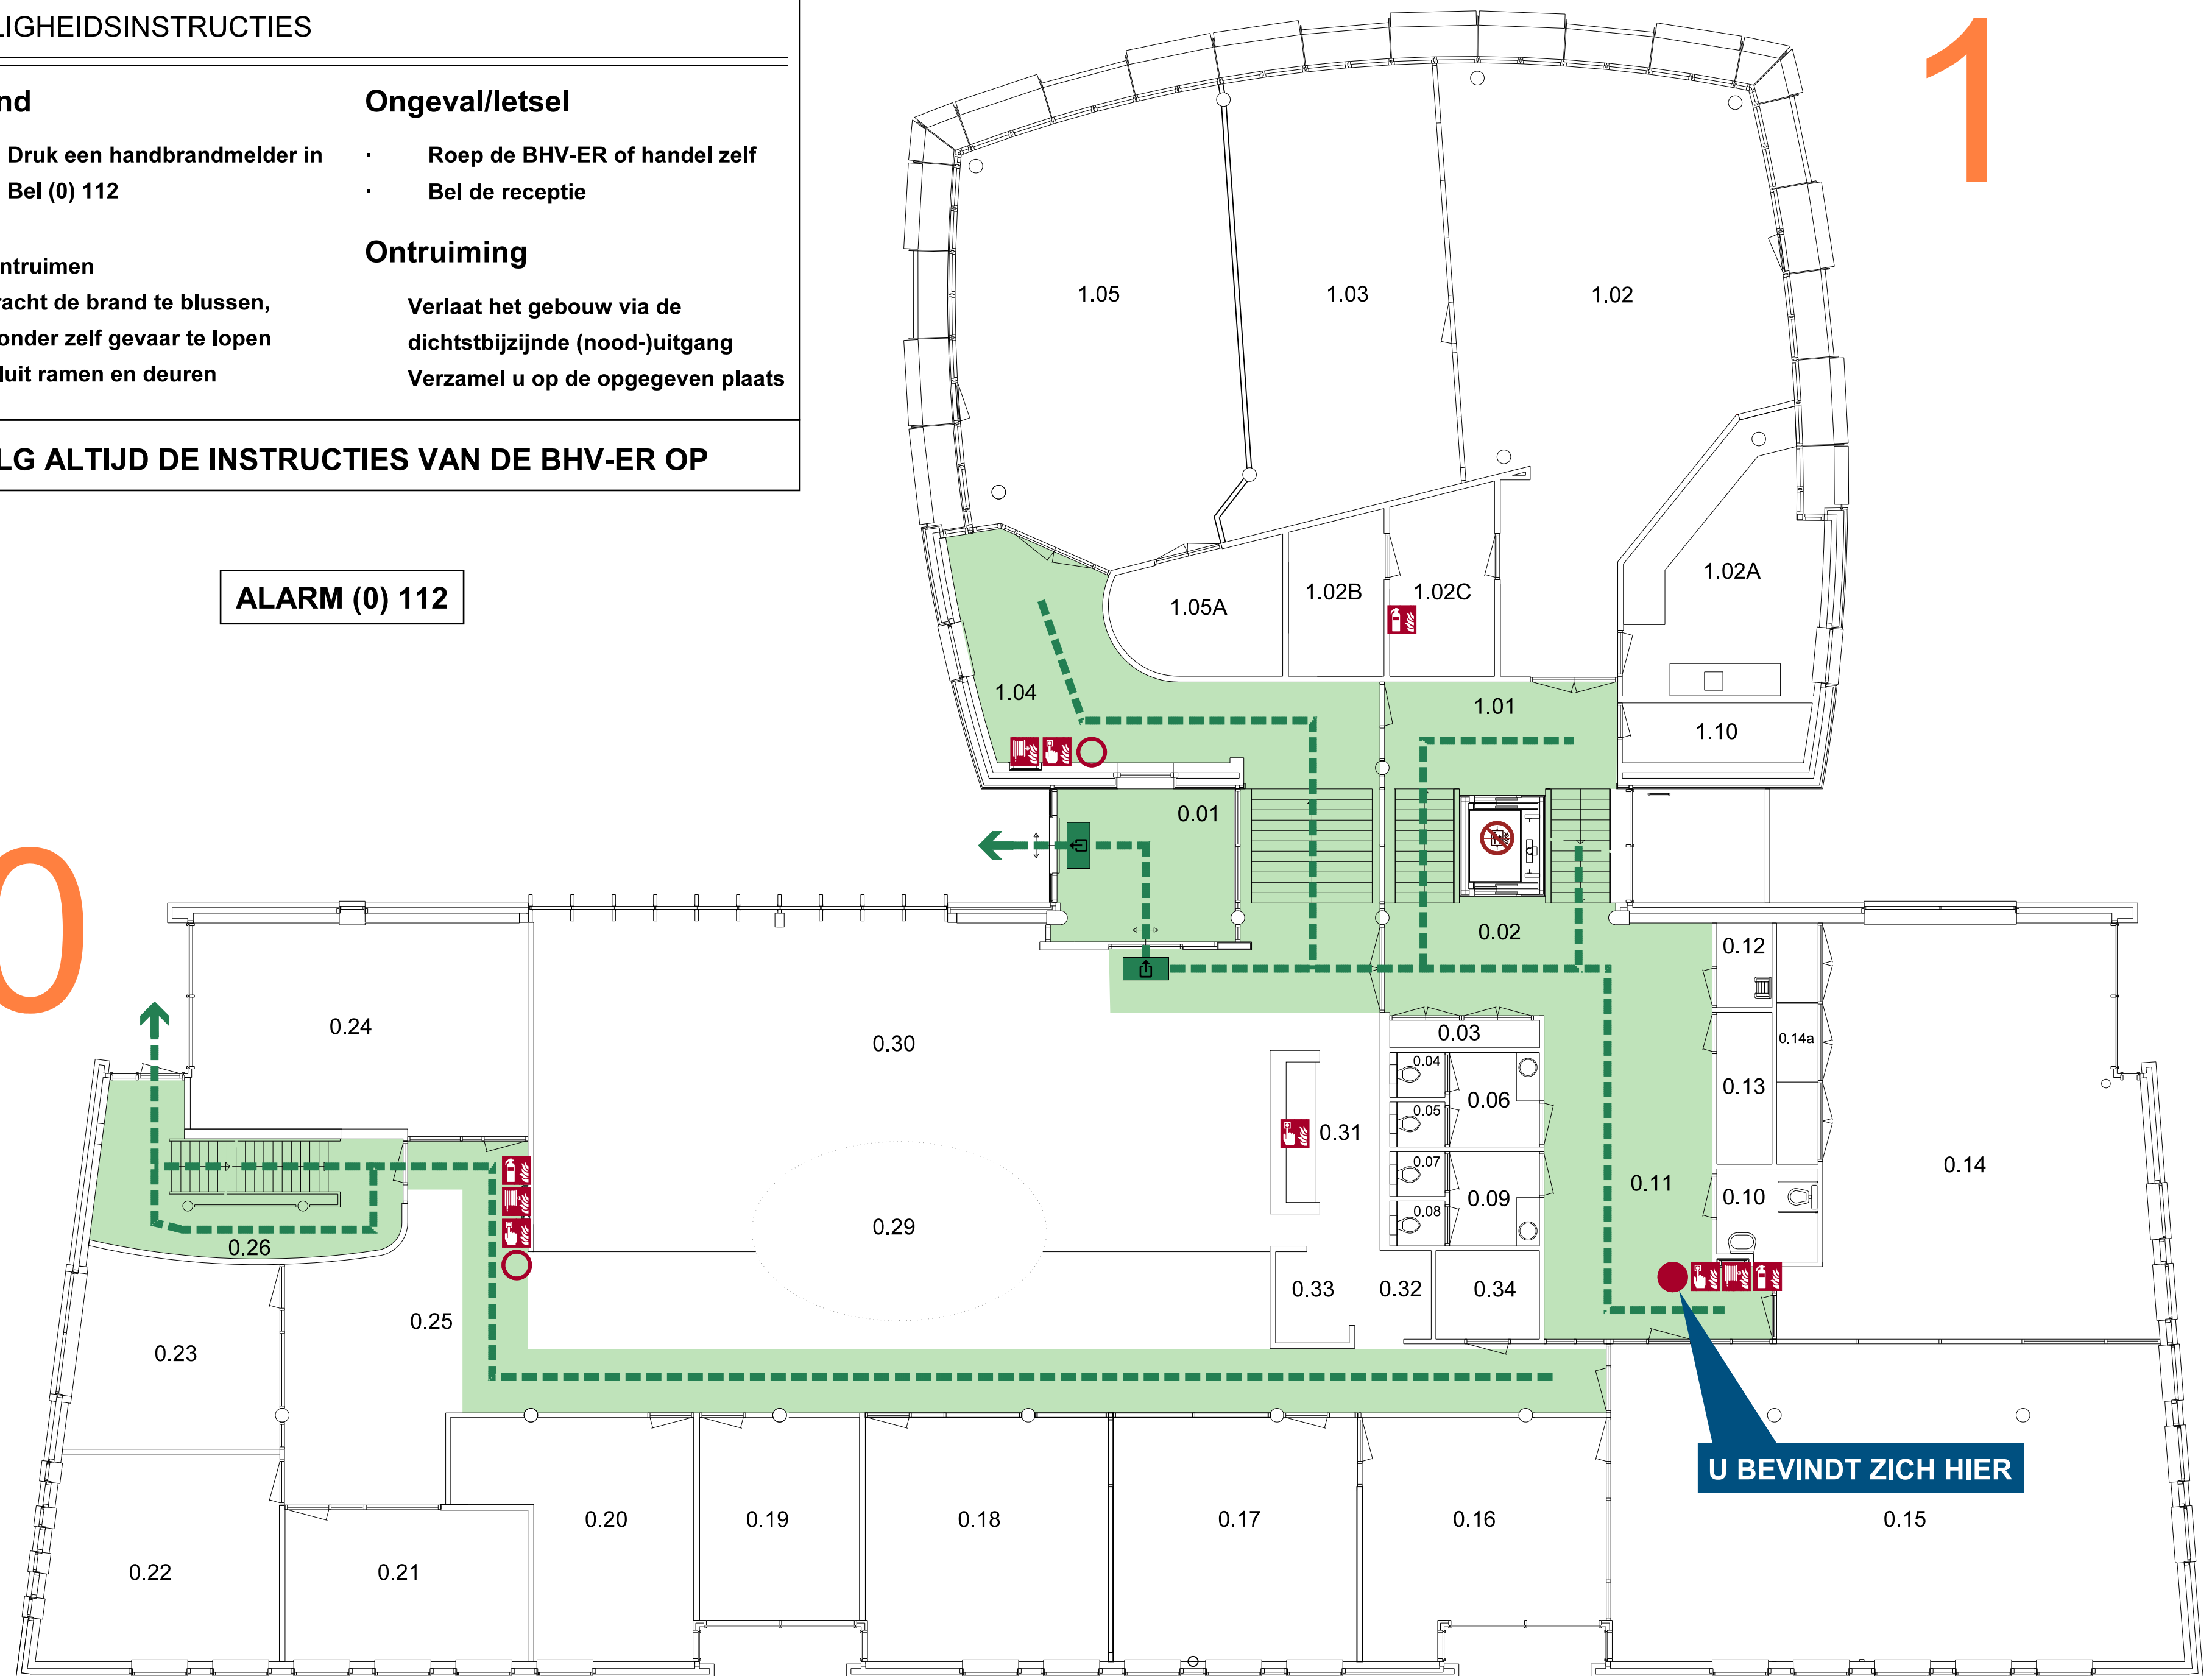 LIGHEIDSINSTRUCTIES
nd
Druk een handbrandmelder in
Bel (0) 112
ntruimen
racht de brand te blussen,
onder zelf gevaar te lopen
luit ramen en deuren
Ongeval/letsel
· Roep de BHV-ER of handel zelf
· Bel de receptie
Ontruiming
Verlaat het gebouw via de
dichtstbijzijnde (nood-)uitgang
Verzamel u op de opgegeven plaats
LG ALTIJD DE INSTRUCTIES VAN DE BHV-ER OP
ALARM (0) 112
1
1.05
1.03
1.02
1.02A
1.05A
1.02B
1.02C
1.04
1.01
1.10
0.01
0
0.02
0.12
0.24
0.30
0.03
0.14a
0.04
0.13
0.06
0.05
0.31
0.14
0.07
0.11
0.10
0.09
0.08
0.29
0.26
0.33
0.32
0.34
0.25
0.23
U BEVINDT ZICH HIER
0.20
0.19
0.18
0.17
0.16
0.15
0.22
0.21